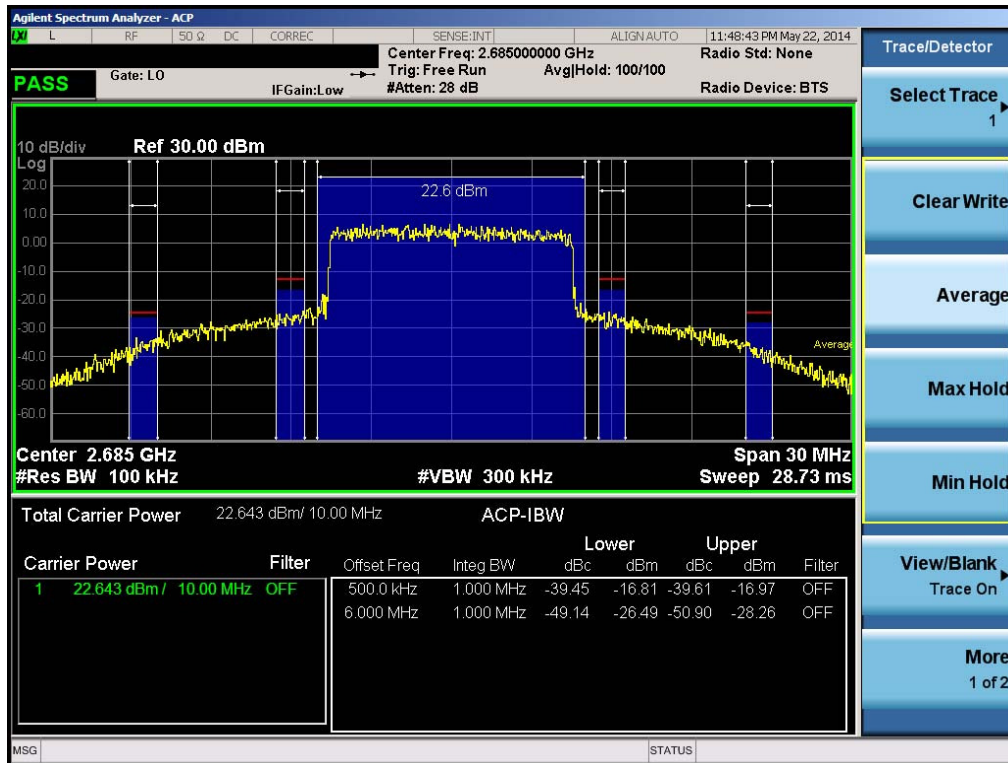 Agilent Spectrum Analyzer - ACP
LXI L RF 50 Ω DC CORREC SENSE:INT ALIGN AUTO 11:48:43 PM May 22, 2014
Center Freq: 2.685000000 GHz Radio Std: None
PASS Gate: LO Trig: Free Run Avg|Hold: 100/100
IFGain:Low #Atten: 28 dB Radio Device: BTS
10 dB/div Ref 30.00 dBm
Log
22.6 dBm
20.0
10.0
0.00
-10.0
-20.0
-30.0
-40.0
-50.0
-60.0
Average
Center 2.685 GHz Span 30 MHz
#Res BW 100 kHz #VBW 300 kHz Sweep 28.73 ms
Total Carrier Power 22.643 dBm/ 10.00 MHz ACP-IBW
Lower Upper
Carrier Power Filter Offset Freq Integ BW dBc dBm dBc dBm Filter
1 22.643 dBm / 10.00 MHz OFF 500.0 kHz 1.000 MHz -39.45 -16.81 -39.61 -16.97 OFF
6.000 MHz 1.000 MHz -49.14 -26.49 -50.90 -28.26 OFF
MSG STATUS
Trace/Detector
Select Trace
1
Clear Write
Average
Max Hold
Min Hold
View/Blank
Trace On
More
1 of 2